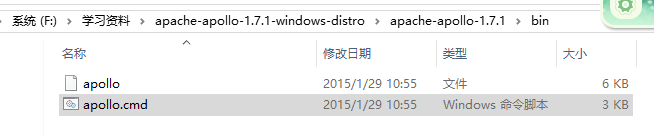 系统 (F:) › 学习资料 › apache-apollo-1.7.1-windows-distro › apache-apollo-1.7.1 › bin
名称 修改日期 类型 大小
apollo 2015/1/29 10:55 文件 6 KB
apollo.cmd 2015/1/29 10:55 Windows 命令脚本 3 KB